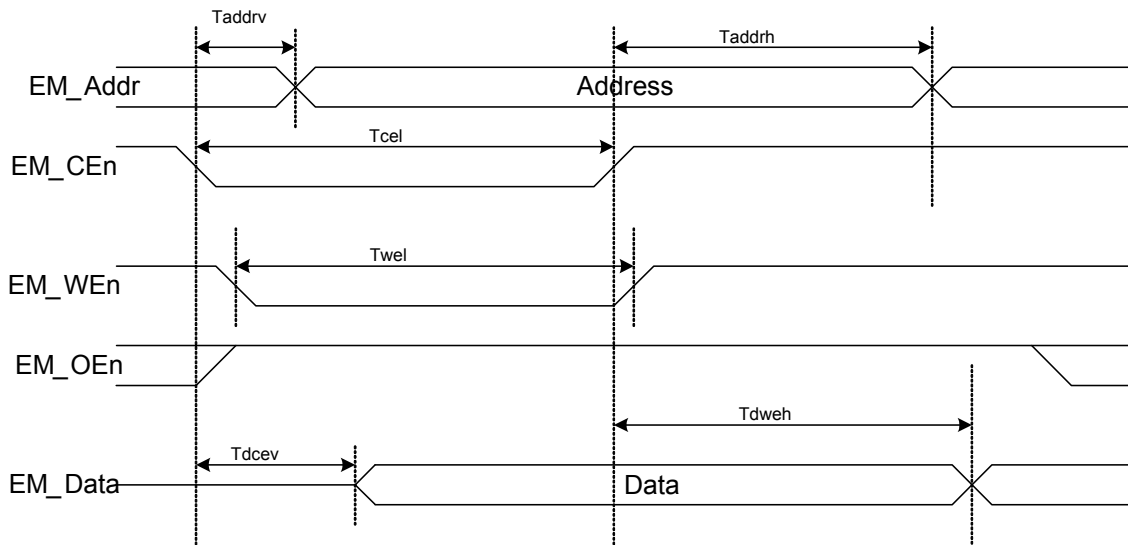 Taddrv
Taddrh
EM_Addr
Address
Tcel
EM_CEn
Twel
EM_WEn
EM_OEn
Tdweh
Tdcev
EM_Data
Data